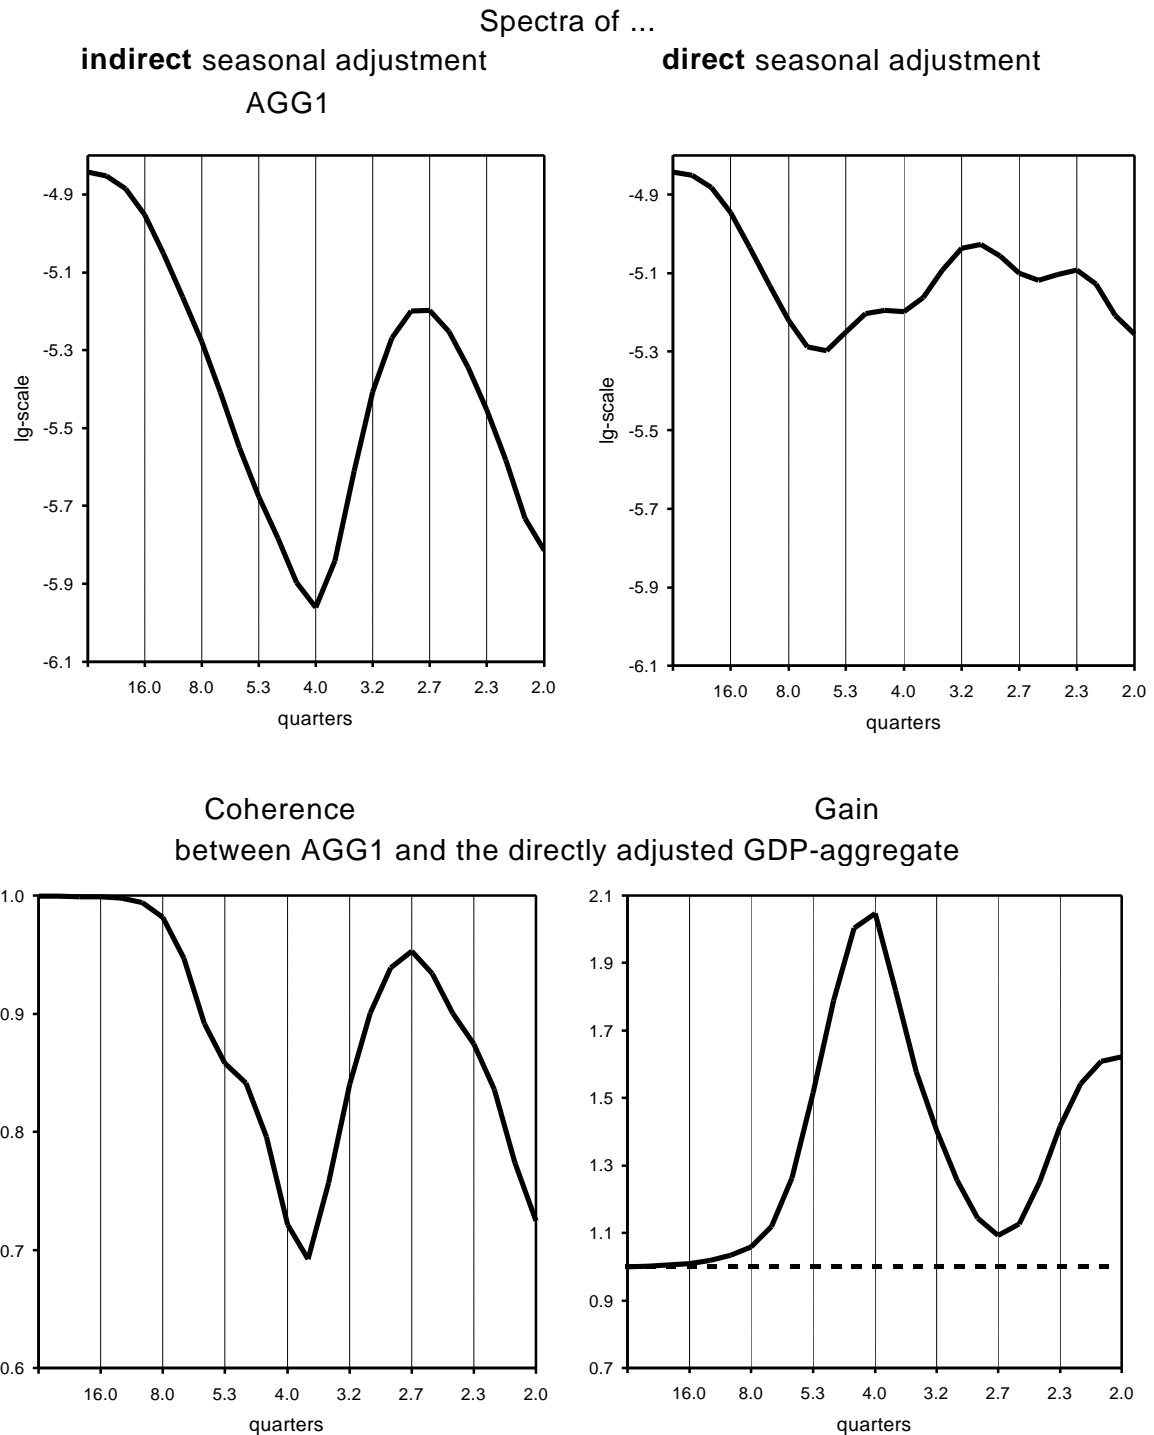 Spectra of ...
indirect seasonal adjustment
direct seasonal adjustment
AGG1
-4.9
-5.1
-5.3
-5.5
-5.7
-5.9
-6.1
lg-scale
16.0 8.0 5.3 4.0 3.2 2.7 2.3 2.0
quarters
-4.9
-5.1
-5.3
-5.5
-5.7
-5.9
-6.1
lg-scale
16.0 8.0 5.3 4.0 3.2 2.7 2.3 2.0
quarters
Coherence
Gain
between AGG1 and the directly adjusted GDP-aggregate
1.0
0.9
0.8
0.7
0.6
16.0 8.0 5.3 4.0 3.2 2.7 2.3 2.0
quarters
2.1
1.9
1.7
1.5
1.3
1.1
0.9
0.7
16.0 8.0 5.3 4.0 3.2 2.7 2.3 2.0
quarters